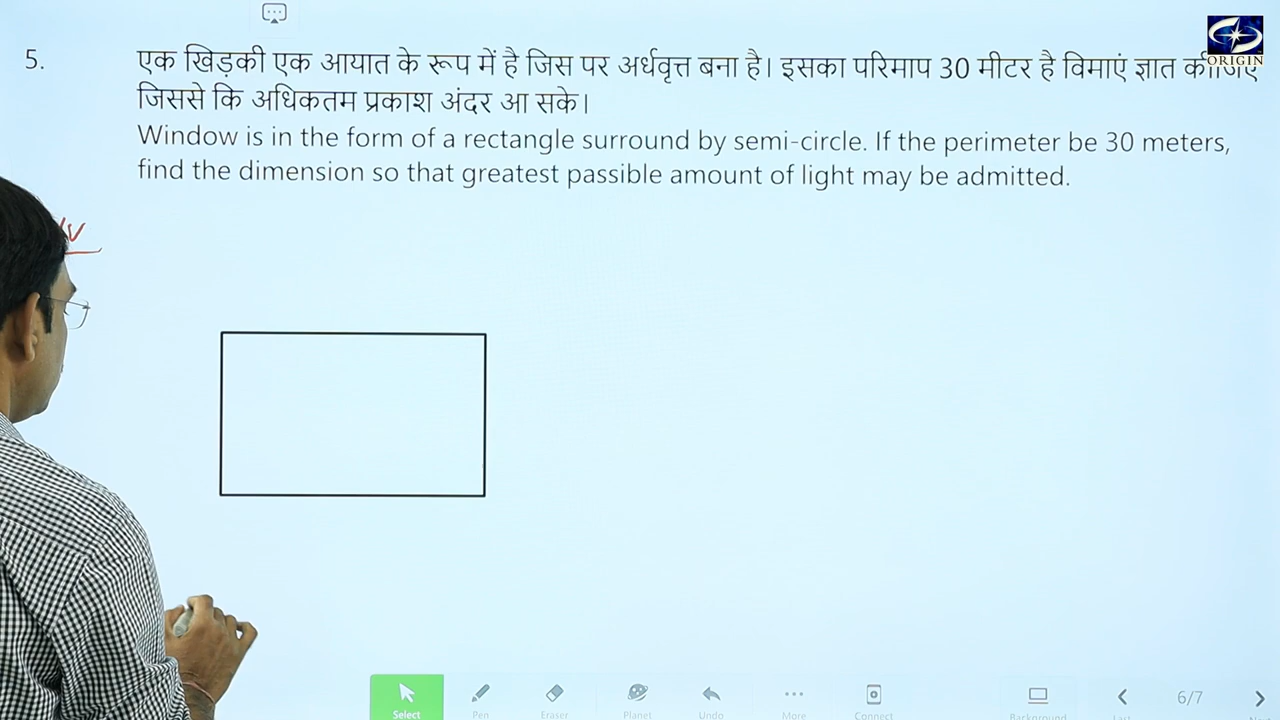 5.
एक खिड़की एक आयात के रूप में है जिस पर अर्धवृत्त बना है। इसका परिमाप 30 मीटर है विमाएं ज्ञात कीजिए
जिससे कि अधिकतम प्रकाश अंदर आ सके।
Window is in the form of a rectangle surround by semi-circle. If the perimeter be 30 meters,
find the dimension so that greatest passible amount of light may be admitted.
ORIGIN
Select
Pen
Eraser
Planet
Undo
More
Connect
Background
6/7